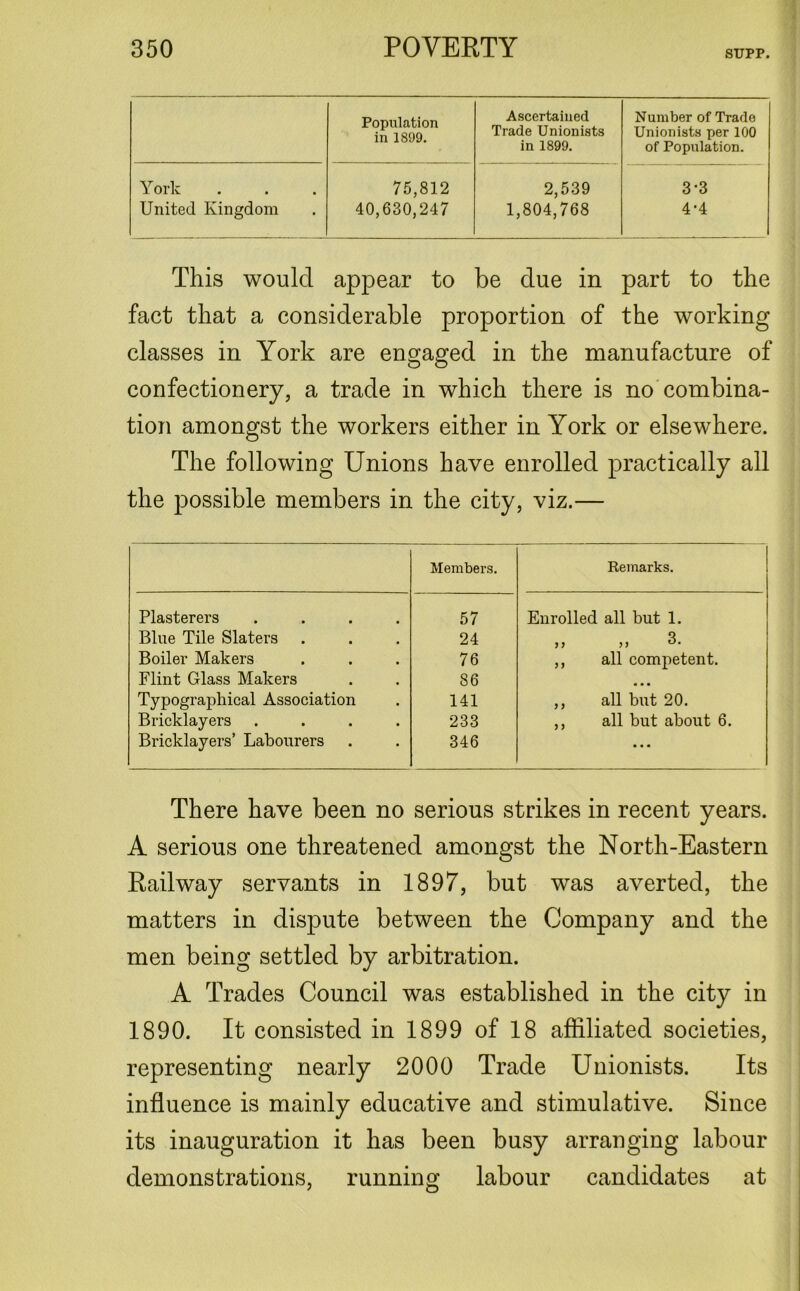 350 POVERTY SUPP.
Population in 1899. Ascertained Trade Unionists in 1899. Number of Trade Unionists per 100 of Population.
York . . . 75,812 2,539 3·3
United Kingdom . 40,630,247 1,804,768 4·4
This would appear to be due in part to the
fact that a considerable proportion of the working
classes in York are engaged in the manufacture of
confectionery, a trade in which there is no combina-
tion amongst the workers either in York or elsewhere.
The following Unions have enrolled practically all
the possible members in the city, viz.—
Members. Remarks.
Plasterers . . . . 57 Enrolled all but 1.
Blue Tile Slaters . . . 24 ,, ,, 3.
Boiler Makers . . . 76 ,, all competent.
Flint Glass Makers . . 86 ...
Typographical Association . 141 ,, all but 20.
Bricklayers . . . . 233 ,, all but about 6.
Bricklayers' Labourers . . 346 ...
There have been no serious strikes in recent years.
A serious one threatened amongst the North-Eastern
Railway servants in 1897, but was averted, the
matters in dispute between the Company and the
men being settled by arbitration.
A Trades Council was established in the city in
1890. It consisted in 1899 of 18 affiliated societies,
representing nearly 2000 Trade Unionists. Its
influence is mainly educative and stimulative. Since
its inauguration it has been busy arranging labour
demonstrations, running labour candidates at